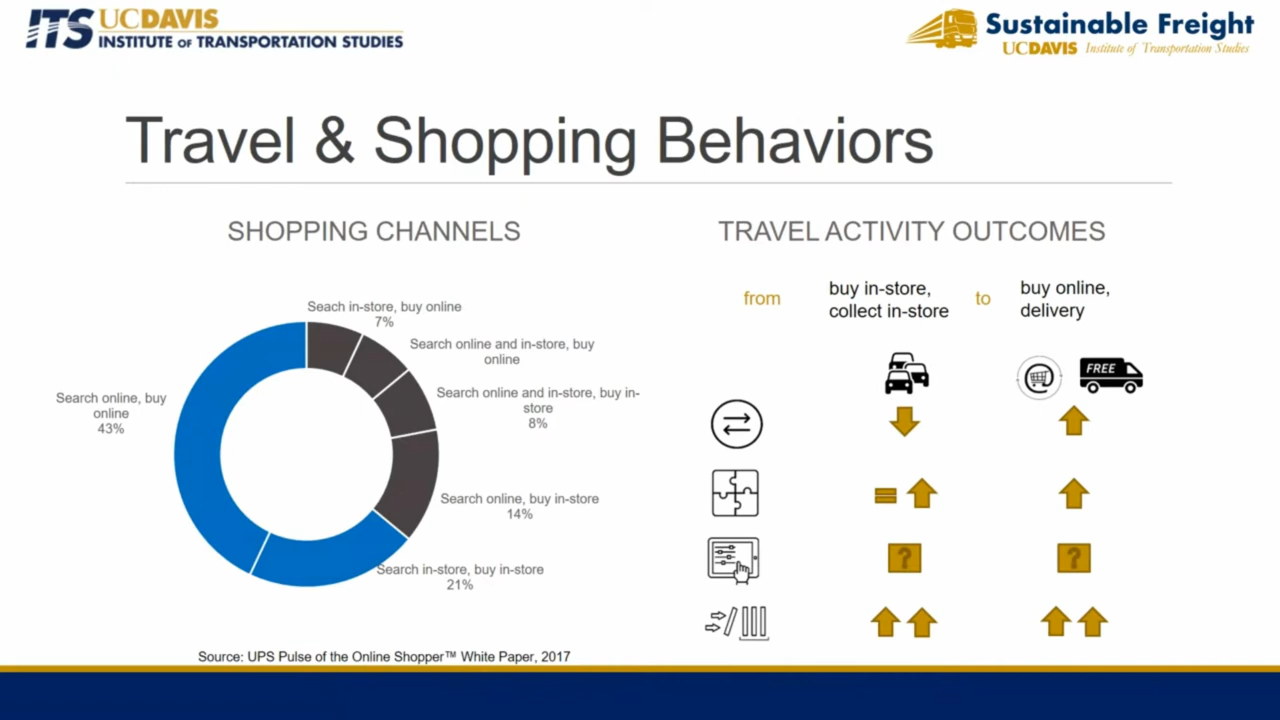 ITS UCDAVIS
INSTITUTE OF TRANSPORTATION STUDIES
Sustainable Freight
UCDAVIS Institute of Transportation Studies
Travel & Shopping Behaviors
SHOPPING CHANNELS
Seach in-store, buy online
7%
Search online and in-store, buy
online
Search online and in-store, buy in-
store
8%
Search online, buy
online
43%
Search online, buy in-store
14%
Search in-store, buy in-store
21%
Source: UPS Pulse of the Online Shopper™ White Paper, 2017
TRAVEL ACTIVITY OUTCOMES
from
buy in-store,
collect in-store
to
buy online,
delivery
@
FREE
=
?
?